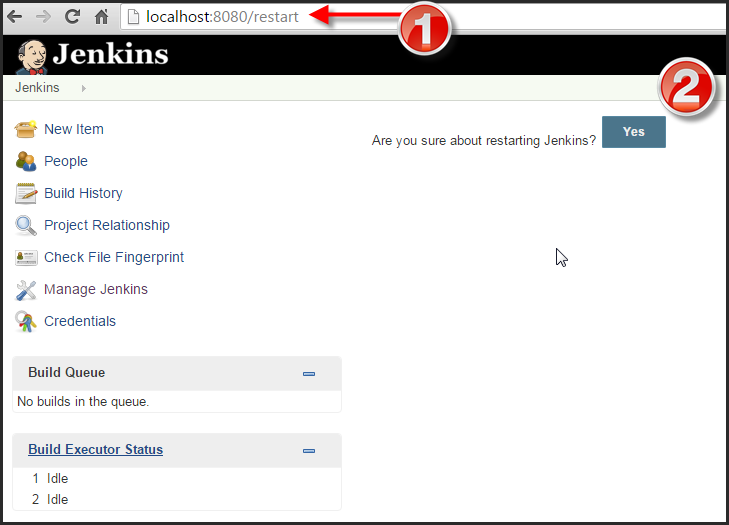 localhost:8080/restart
1
Jenkins
2
Jenkins
New Item
People
Build History
Project Relationship
Check File Fingerprint
Manage Jenkins
Credentials
Are you sure about restarting Jenkins? Yes
Build Queue
No builds in the queue.
Build Executor Status
1 Idle
2 Idle